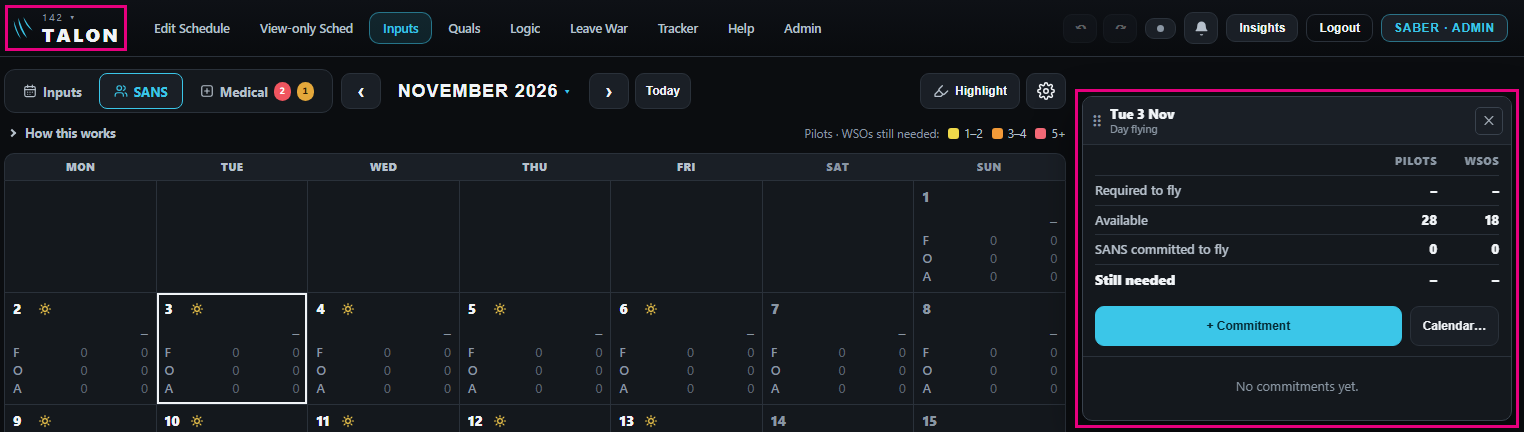 142
TALON
Edit Schedule View-only Sched Inputs Quals Logic Leave War Tracker Help Admin
Insights Logout SABER · ADMIN
Inputs SANS Medical 2 1 ‹ NOVEMBER 2026 › Today Highlight
How this works
Pilots · WSOs still needed: 1–2 3–4 5+
MON TUE WED THU FRI SAT SUN
1
–
F 0 0
O 0 0
A 0 0
2 3 4 5 6 7 8
– – – – – – –
F 0 0 F 0 0 F 0 0 F 0 0 F 0 0 F 0 0 F 0 0
O 0 0 O 0 0 O 0 0 O 0 0 O 0 0 O 0 0 O 0 0
A 0 0 A 0 0 A 0 0 A 0 0 A 0 0 A 0 0 A 0 0
9 10 11 12 13 14 15
Tue 3 Nov
Day flying
PILOTS WSOS
Required to fly – –
Available 28 18
SANS committed to fly 0 0
Still needed – –
+ Commitment Calendar...
No commitments yet.